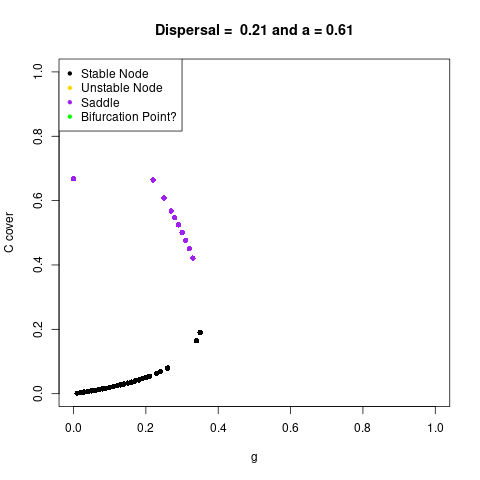 Dispersal =  0.21 and a = 0.61
Stable Node
Unstable Node
Saddle
Bifurcation Point?
C cover
1.0
0.8
0.6
0.4
0.2
0.0
0.0 0.2 0.4 0.6 0.8 1.0
g